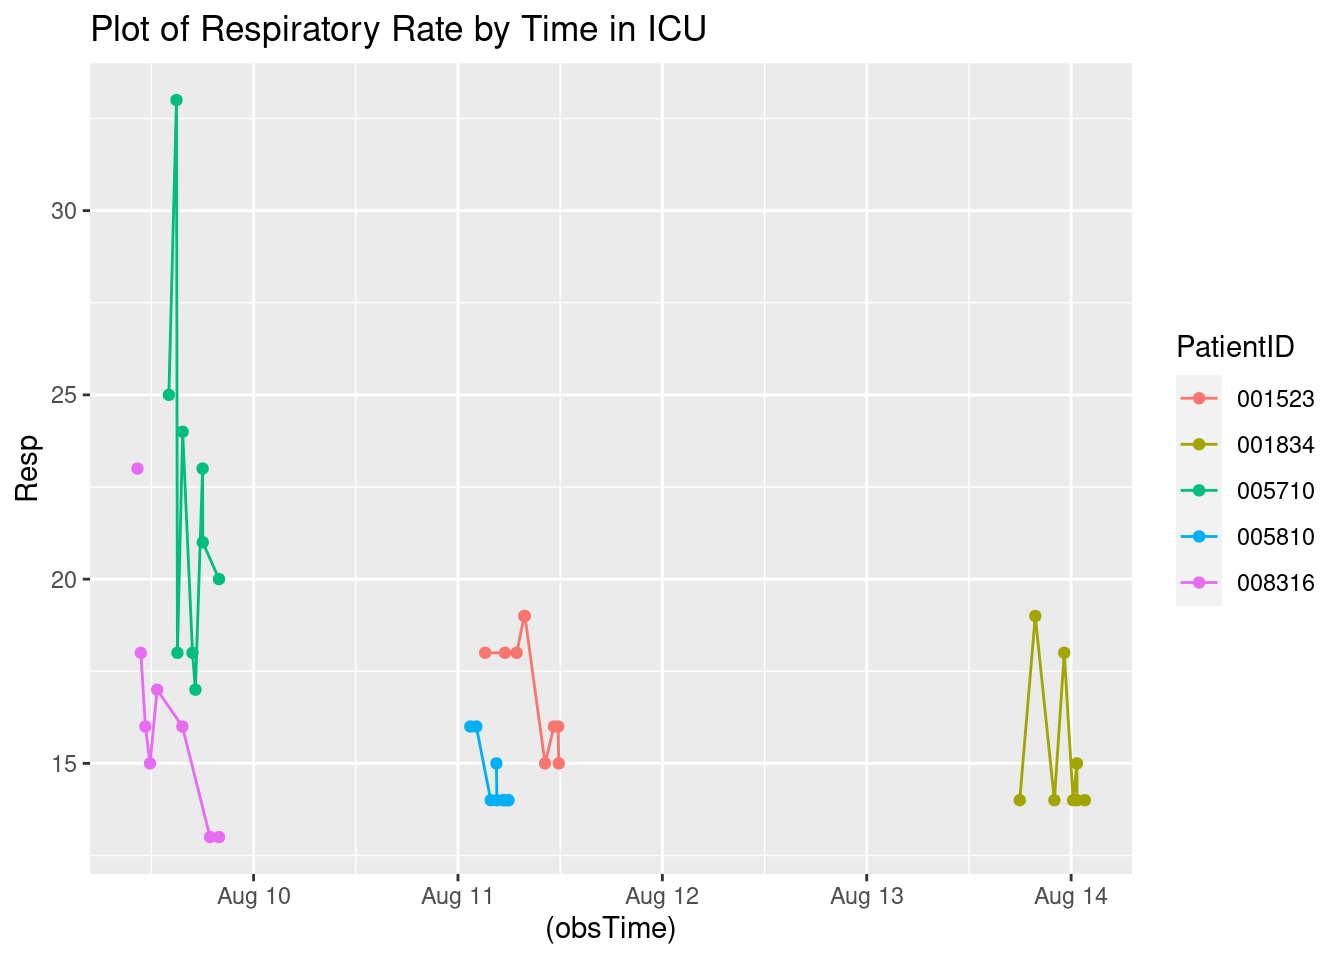 Plot of Respiratory Rate by Time in ICU
Resp
30
25
20
15
Aug 10
Aug 11
Aug 12
Aug 13
Aug 14
(obsTime)
PatientID
001523
001834
005710
005810
008316